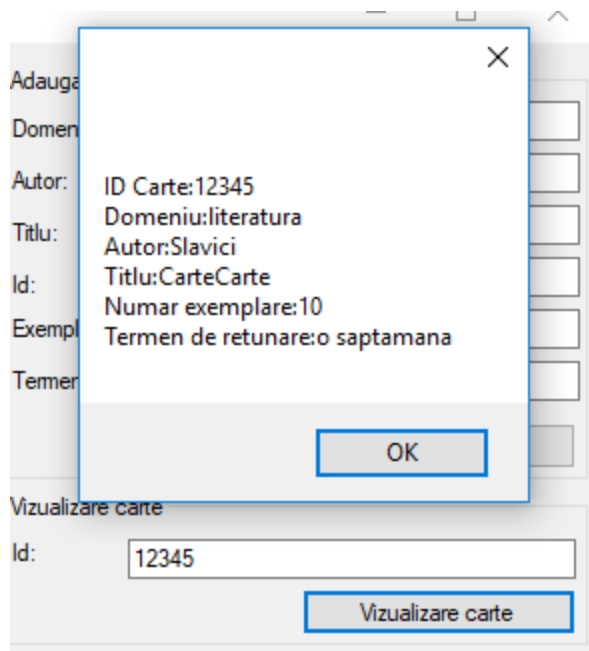 Adauga
Domen
Autor:
Titlu:
Id:
Exempl
Termen
ID Carte:12345
Domeniu:literatura
Autor:Slavici
Titlu:CarteCarte
Numar exemplare:10
Termen de retunare:o saptamana
OK
Vizualizare carte
Id:
12345
Vizualizare carte